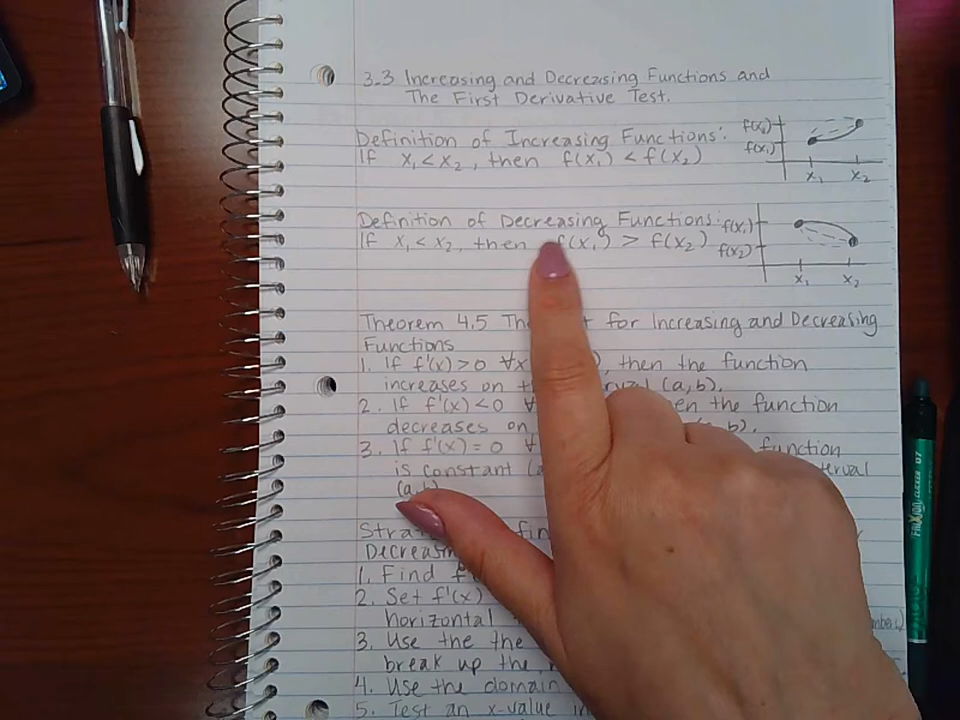 3.3 Increasing and Decreasing Functions and
The First Derivative Test.
Definition of Increasing Functions:
If x₁ < x₂, then f(x₁) < f(x₂)
f(x₂)
f(x₁)
x₁ x₂
Definition of Decreasing Functions:
If x₁ < x₂, then f(x₁) > f(x₂)
f(x₁)
f(x₂)
x₁ x₂
Theorem 4.5 The for Increasing and Decreasing
Functions
1. If f'(x) > 0 ∀x , then the function
increases on (a,b).
2. If f'(x) < 0 ∀ the function
decreases on b).
3. If f'(x) = 0 ∀ function
is constant
(a,b)
Decreasing
1. Find
2. Set f'(x)
horizontal
3. Use the the
break up the
4. Use the domain
5. Test an x-value